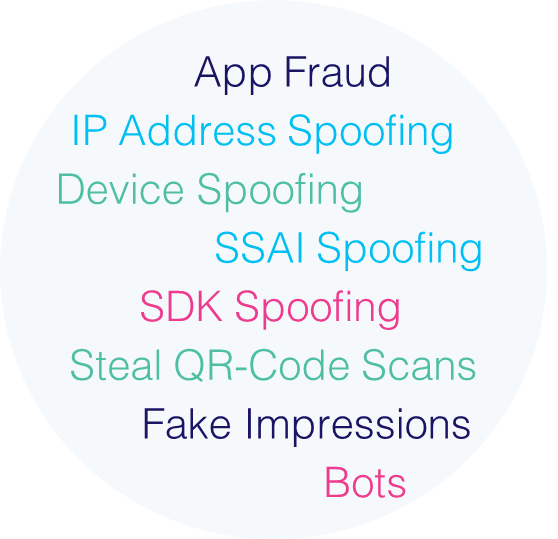 App Fraud
IP Address Spoofing
Device Spoofing
SSAI Spoofing
SDK Spoofing
Steal QR-Code Scans
Fake Impressions
Bots